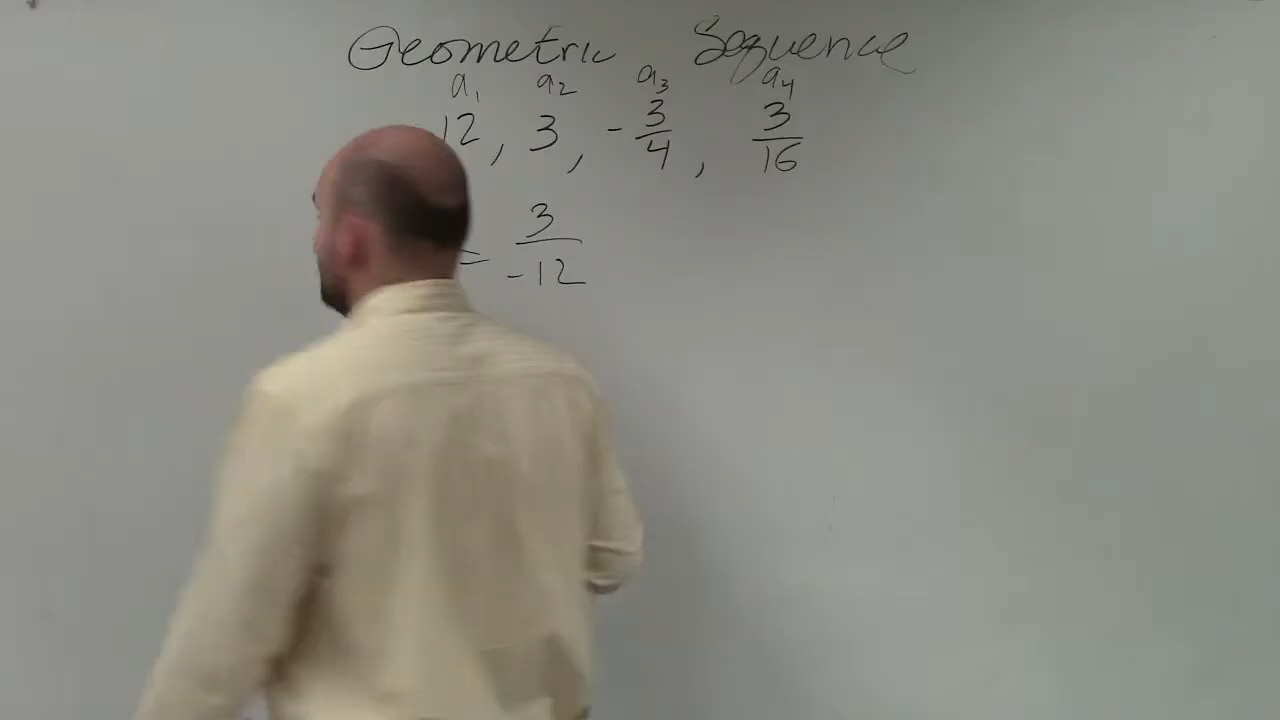 Geometric Sequence
a₁ a₂ a₃ a₄
12, 3, -3/4, 3/16
= 3/-12